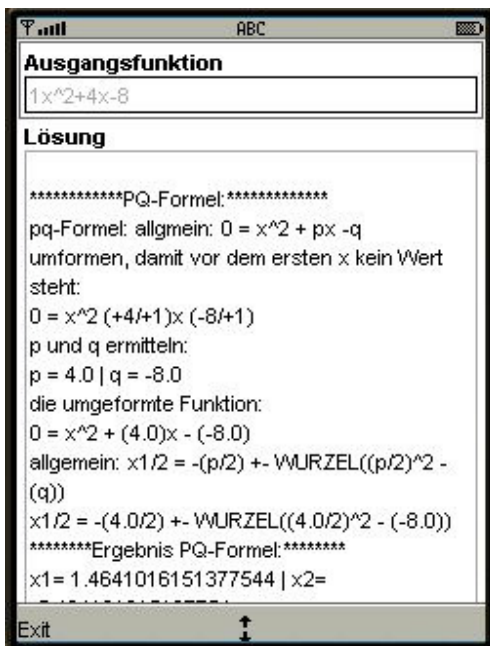 ABC
Ausgangsfunktion
1x^2+4x-8
Lösung
************PQ-Formel:*************
pq-Formel: allgmein: 0 = x^2 + px -q
umformen, damit vor dem ersten x kein Wert
steht:
0 = x^2 (+4/+1)x (-8/+1)
p und q ermitteln:
p = 4.0 | q = -8.0
die umgeformte Funktion:
0 = x^2 + (4.0)x - (-8.0)
allgemein: x1/2 = -(p/2) +- WURZEL((p/2)^2 -
(q))
x1/2 = -(4.0/2) +- WURZEL((4.0/2)^2 - (-8.0))
********Ergebnis PQ-Formel:********
x1= 1.4641016151377544 | x2=
Exit